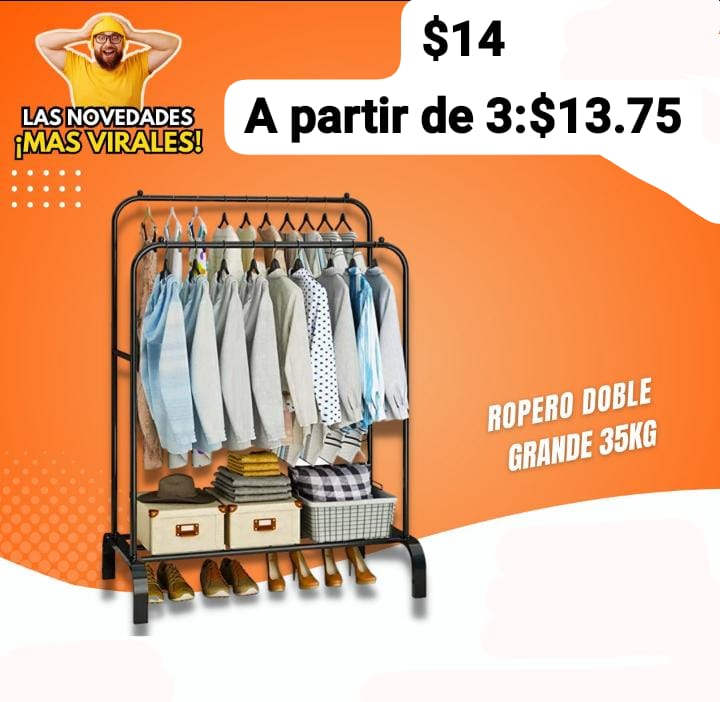 $14
A partir de 3:$13.75
LAS NOVEDADES
¡MAS VIRALES!
ROPERO DOBLE
GRANDE 35KG